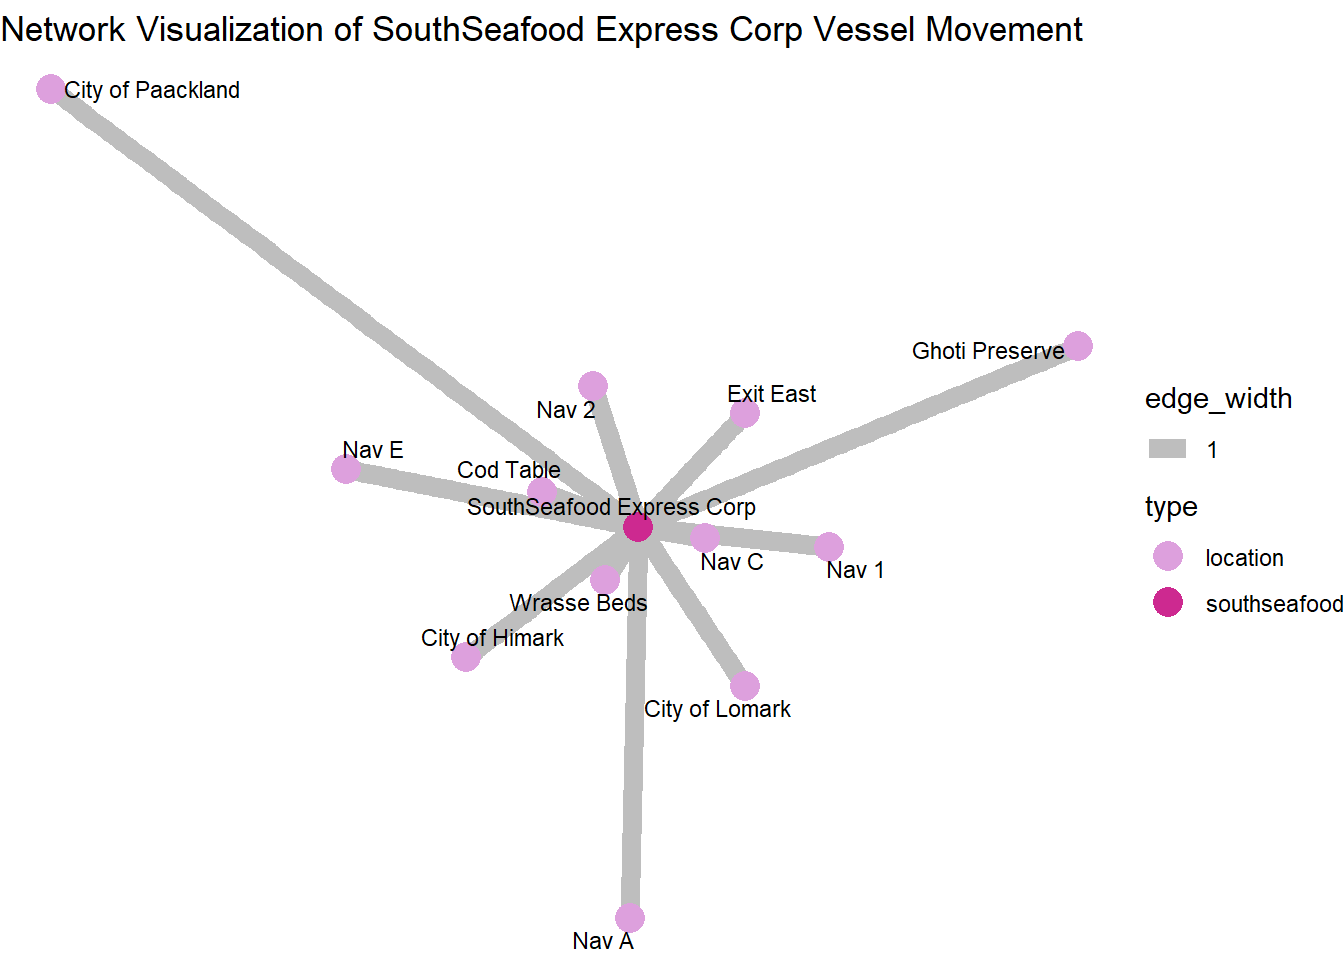 Network Visualization of SouthSeafood Express Corp Vessel Movement
City of Paackland
Ghoti Preserve
Exit East
Nav 2
Nav E
Cod Table
SouthSeafood Express Corp
Nav C
Nav 1
Wrasse Beds
City of Himark
City of Lomark
Nav A
edge_width
1
type
location
southseafood